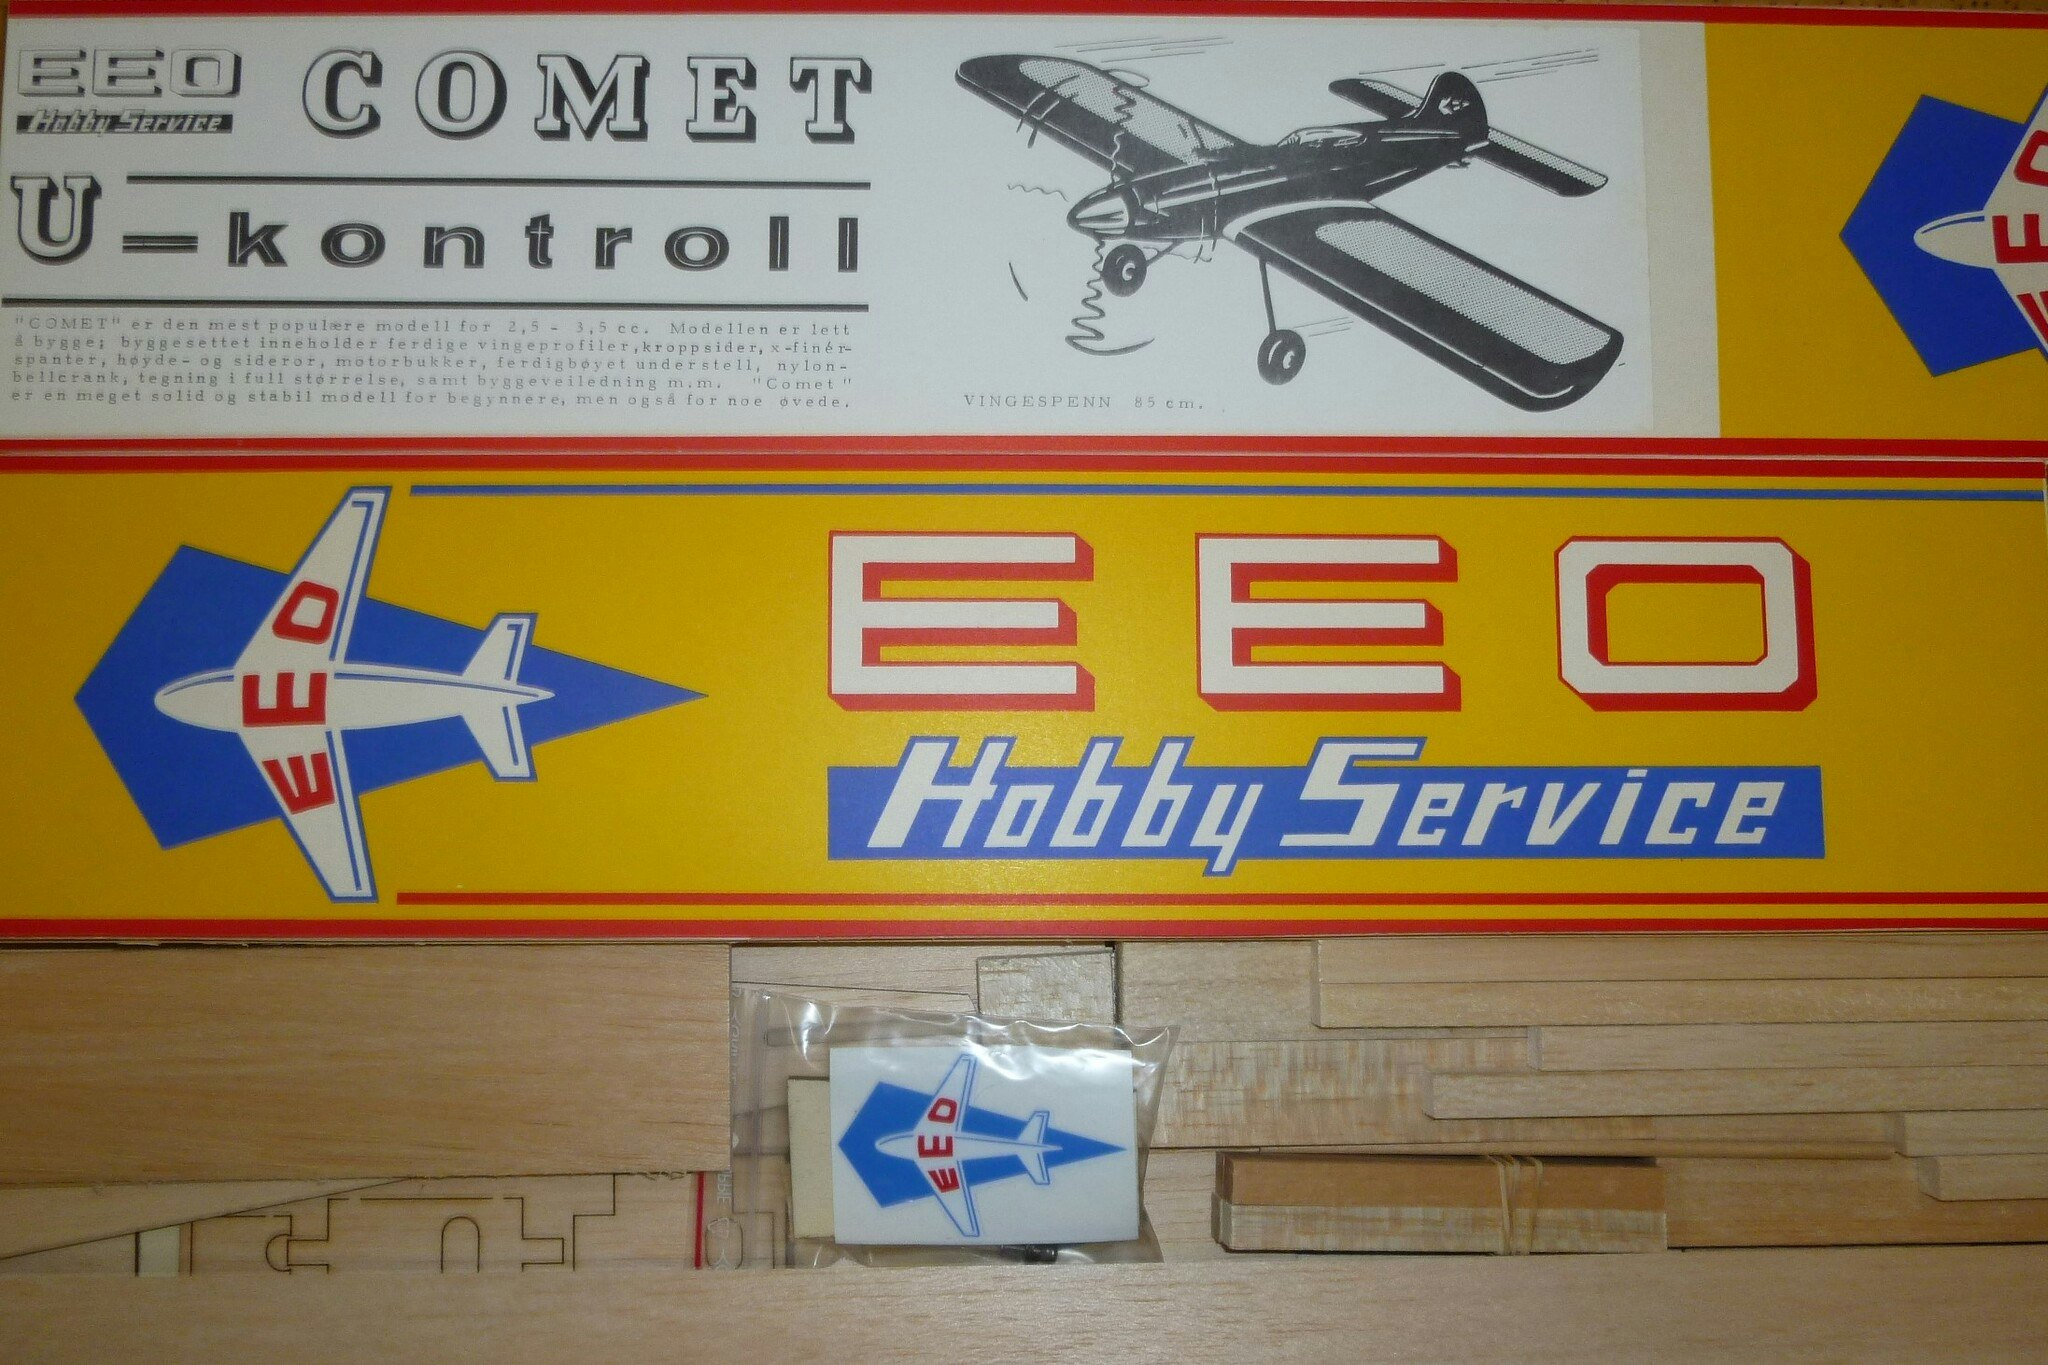 EEO
Hobby Service
COMET
U-kontroll
"COMET" er den mest populære modell for 2,5 - 3,5 cc. Modellen er lett
å bygge; byggesettet inneholder ferdige vingeprofiler, kroppsider, x-finér-
spanter, høyde- og sideror, motorbukker, ferdigbøyet understell, nylon-
bellcrank, tegning i full størrelse, samt byggeveiledning m.m. "Comet"
er en meget solid og stabil modell for begynnere, men også for noe øvede.
VINGESPENN 85 cm.
EEO
EEO
EEO
Hobby Service
EEO